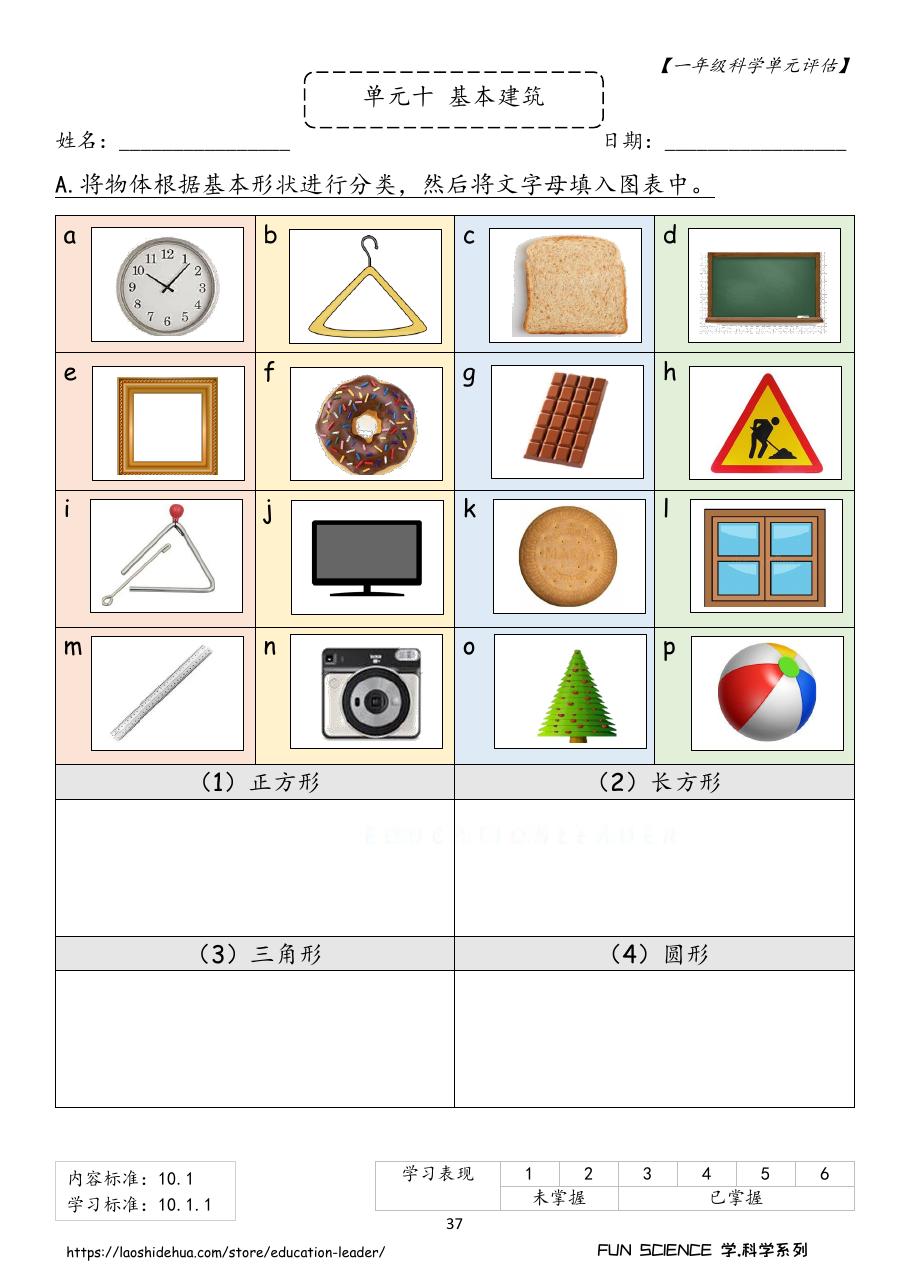 【一年级科学单元评估】
单元十 基本建筑
姓名：________________ 日期：_________________
A.将物体根据基本形状进行分类，然后将文字母填入图表中。
a b c d
e f g h
i j k l
m n o p
（1）正方形 （2）长方形
EDUCATIONLEADER
（3）三角形 （4）圆形
内容标准：10.1
学习标准：10.1.1
学习表现 1 2 3 4 5 6
未掌握 已掌握
37
https://laoshidehua.com/store/education-leader/ FUN SCIENCE 学.科学系列